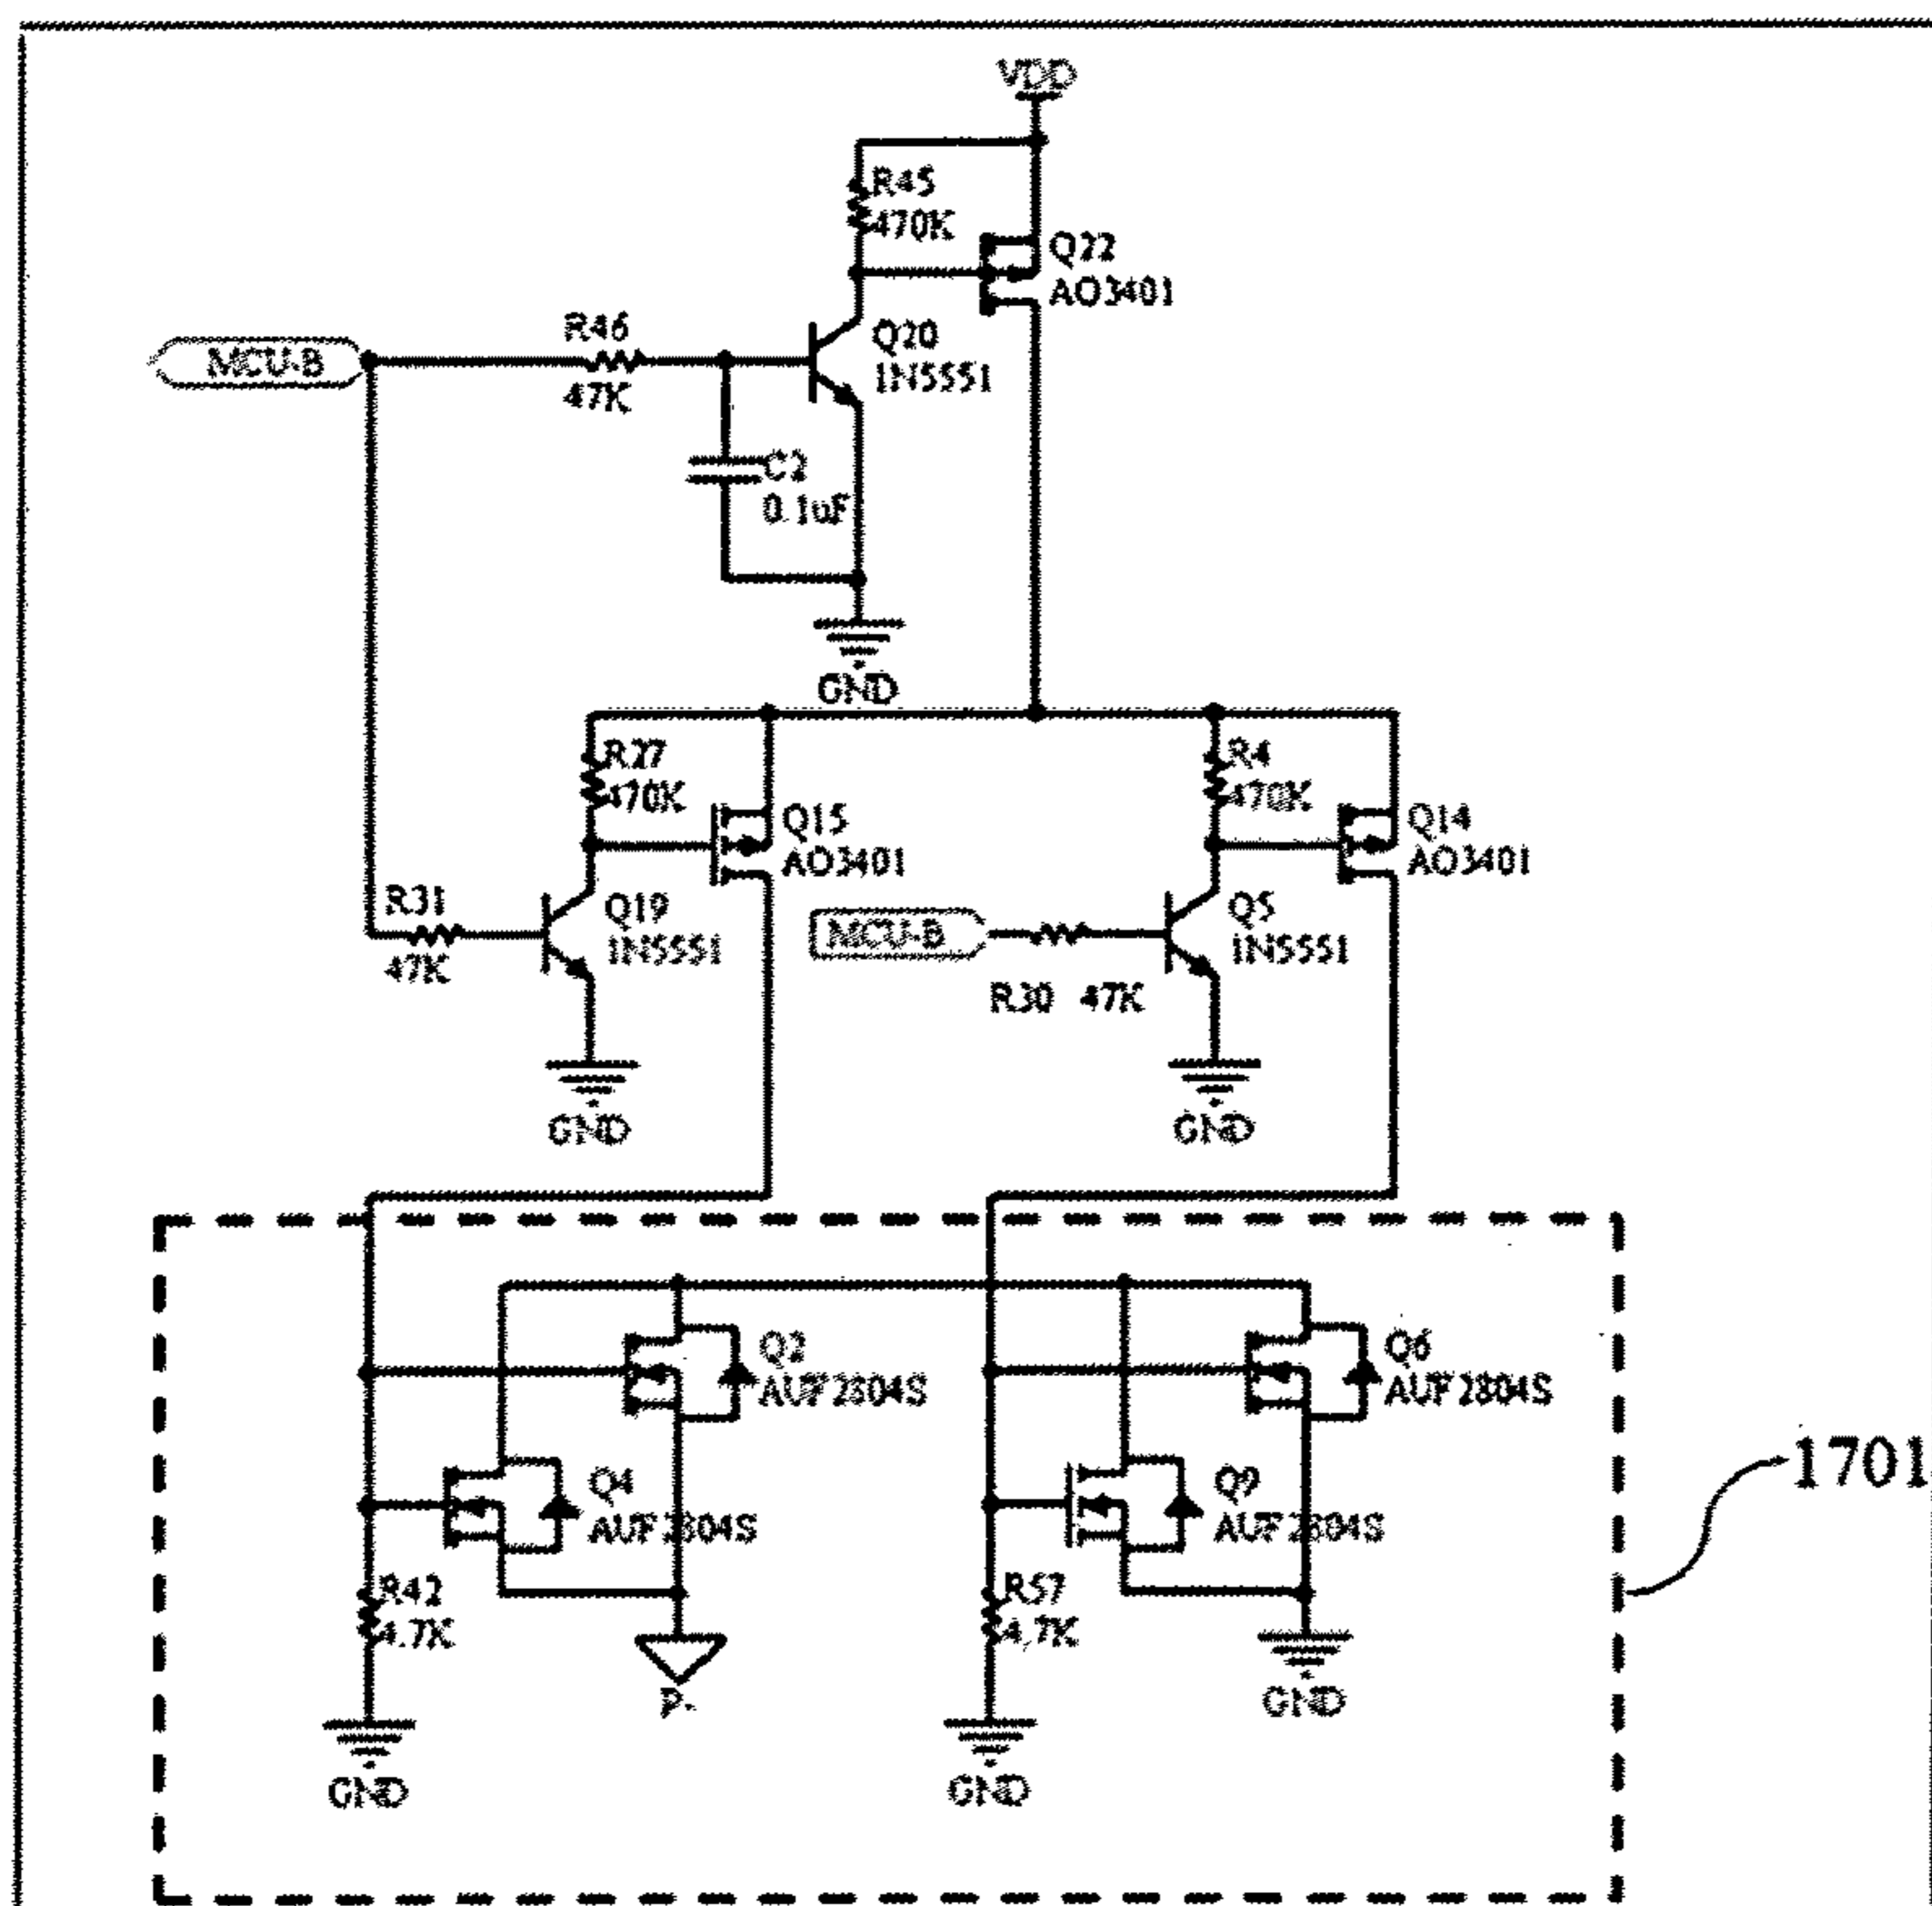 VDD
R45
470K
Q22
AO3401
R46
MCU-B
47K
Q20
1N5551
C2
0.1uF
GND
R27
470K
Q15
AO3401
R4
470K
Q14
AO3401
R31
47K
Q19
1N5551
MCU-B
Q5
1N5551
R30 47K
GND
GND
Q2
AUF2804S
Q6
AUF2804S
Q4
AUF2804S
Q9
AUF2804S
1701
R42
4.7K
R57
4.7K
P-
GND
GND
GND